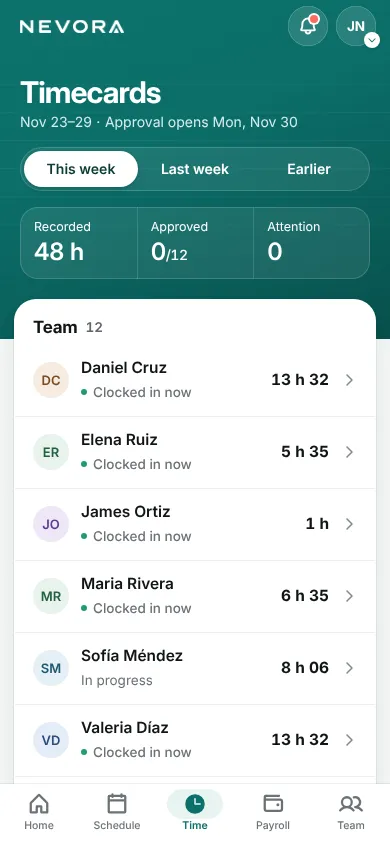 NEVORA
JN
Timecards
Nov 23–29 · Approval opens Mon, Nov 30
This week
Last week
Earlier
Recorded
48 h
Approved
0/12
Attention
0
Team 12
DC
Daniel Cruz
Clocked in now
13 h 32
ER
Elena Ruiz
Clocked in now
5 h 35
JO
James Ortiz
Clocked in now
1 h
MR
Maria Rivera
Clocked in now
6 h 35
SM
Sofía Méndez
In progress
8 h 06
VD
Valeria Díaz
Clocked in now
13 h 32
Home
Schedule
Time
Payroll
Team